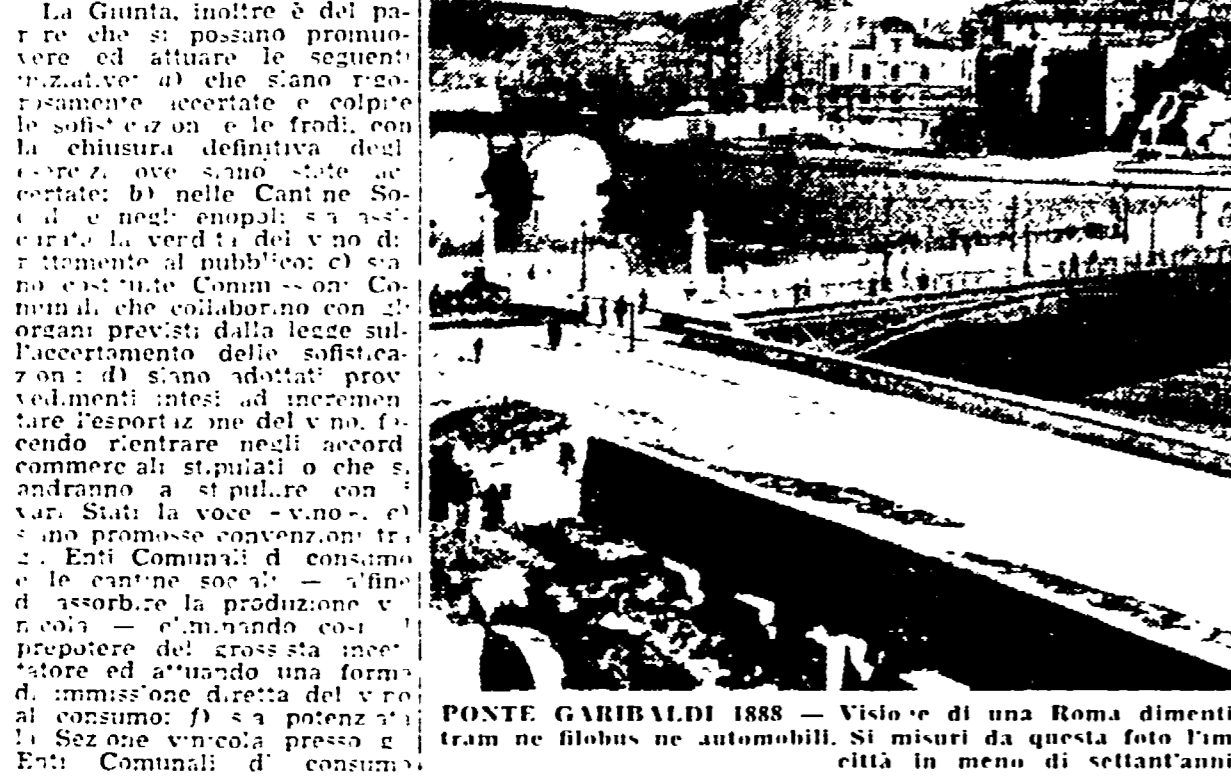 La Giunta, inoltre è del pa-
re che si possano promuo-
vere ed attuare le seguenti
iniziative: a) che siano rigo-
rosamente accertate e colpite
le sofisticazioni e le frodi, con
la chiusura definitiva degli
esercizi ove siano state ac-
certate; b) nelle Cantine So-
ciali e negli enopoli sia assi-
curata la vendita del vino di-
rettamente al pubblico; c) sia-
no costituite Commissioni Co-
munali che collaborino con gli
organi previsti dalla legge sul-
l'accertamento delle sofistica-
zioni; d) siano adottati prov-
vedimenti intesi ad incremen-
tare l'esportazione del vino, fa-
cendo rientrare negli accordi
commerciali stipulati o che si
andranno a stipulare con i
vari Stati la voce «vino»; e)
siano promosse convenzioni tra
gli Enti Comunali di consumo
e le cantine sociali — affine
di assorbire la produzione vi-
nicola — eliminando così il
prepotere del grossista incet-
tatore ed attuando una forma
di immissione diretta del vino
al consumo; f) sia potenziata
la Sezione vinicola presso gli
Enti Comunali di consumo
PONTE GARIBALDI 1888 — Visione di una Roma dimenti
tram ne filobus ne automobili. Si misuri da questa foto l'im
città in meno di settant'anni